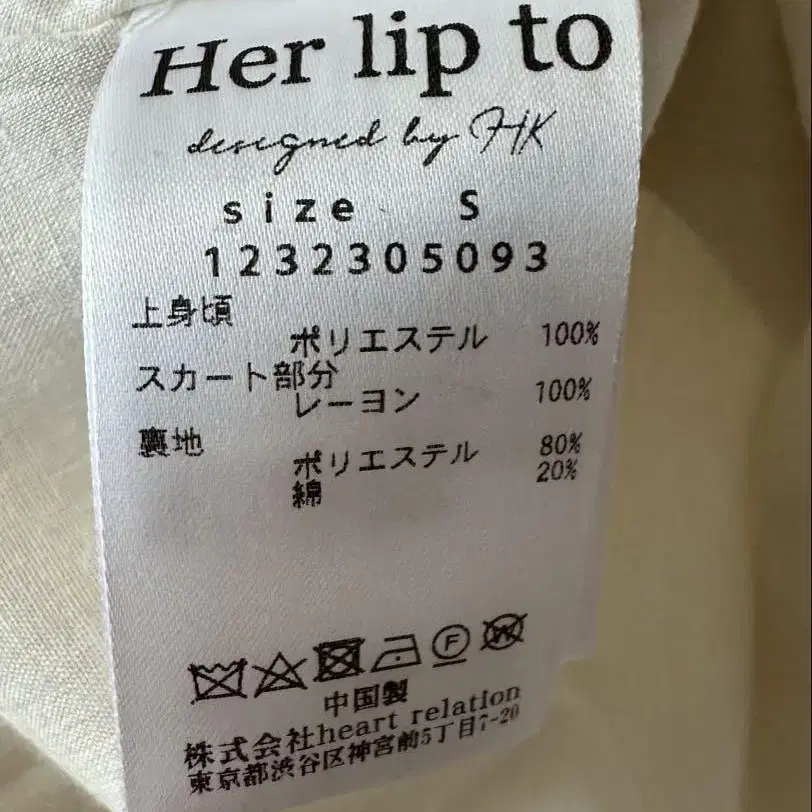 Her lip to
designed by HK
size S
1232305093
上身頃
ポリエステル 100%
スカート部分
レーヨン 100%
裏地
ポリエステル 80%
綿 20%
F
W
中国製
株式会社heart relation
東京都渋谷区神宮前5丁目7-20